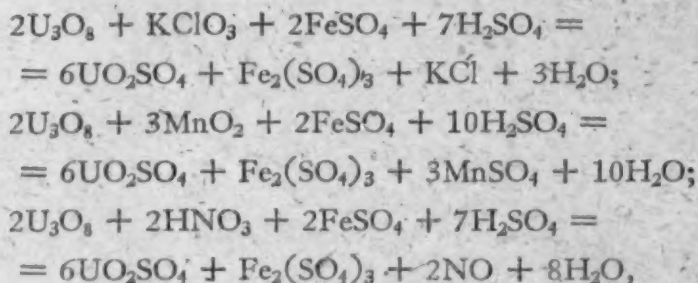 2U₃O₈ + KClO₃ + 2FeSO₄ + 7H₂SO₄ =
= 6UO₂SO₄ + Fe₂(SO₄)₃ + KCl + 3H₂O;
2U₃O₈ + 3MnO₂ + 2FeSO₄ + 10H₂SO₄ =
= 6UO₂SO₄ + Fe₂(SO₄)₃ + 3MnSO₄ + 10H₂O;
2U₃O₈ + 2HNO₃ + 2FeSO₄ + 7H₂SO₄ =
= 6UO₂SO₄ + Fe₂(SO₄)₃ + 2NO + 8H₂O,